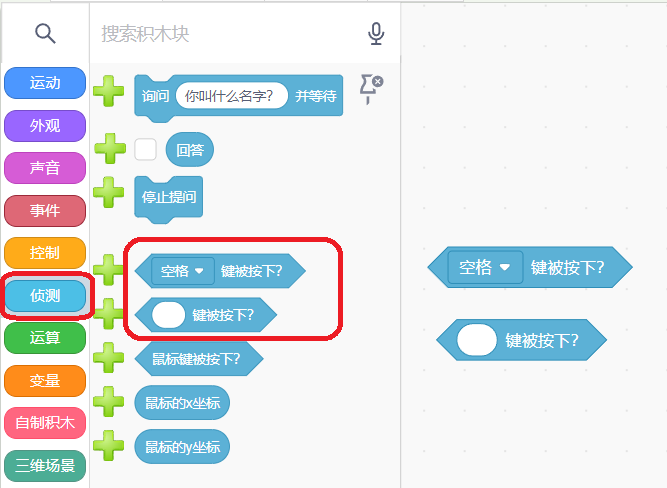 搜索积木块
运动
外观
声音
事件
控制
侦测
运算
变量
自制积木
三维场景
询问 你叫什么名字? 并等待
回答
停止提问
空格 键被按下?
键被按下?
鼠标键被按下?
鼠标的x坐标
鼠标的y坐标
空格 键被按下?
键被按下?